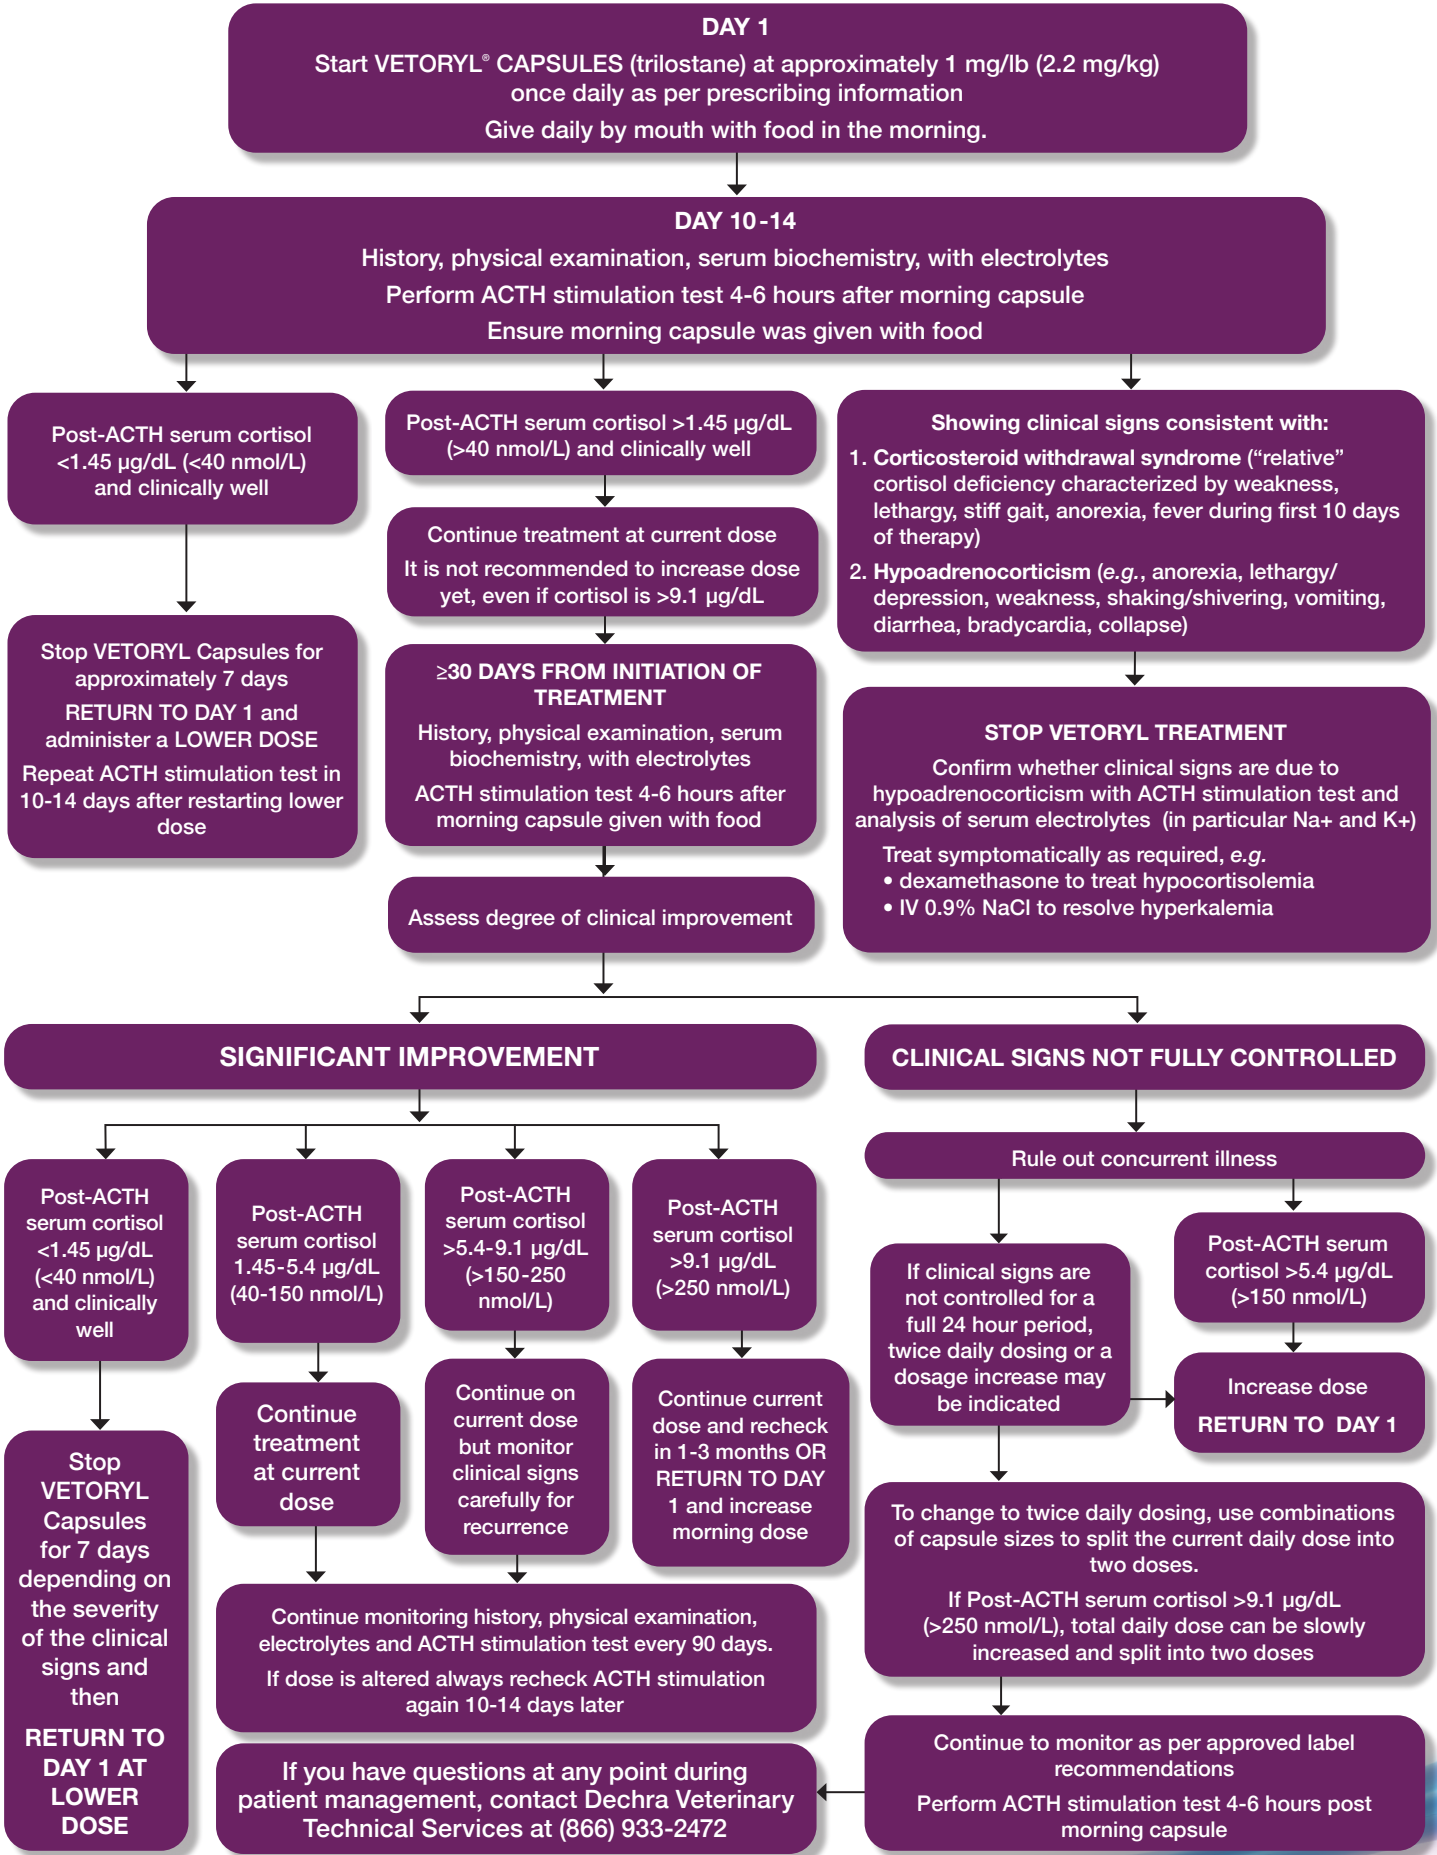 DAY 1
Start VETORYL® CAPSULES (trilostane) at approximately 1 mg/lb (2.2 mg/kg)
once daily as per prescribing information
Give daily by mouth with food in the morning.
DAY 10-14
History, physical examination, serum biochemistry, with electrolytes
Perform ACTH stimulation test 4-6 hours after morning capsule
Ensure morning capsule was given with food
Post-ACTH serum cortisol
<1.45 µg/dL (<40 nmol/L)
and clinically well
Stop VETORYL Capsules for
approximately 7 days
RETURN TO DAY 1 and
administer a LOWER DOSE
Repeat ACTH stimulation test in
10-14 days after restarting lower
dose
Post-ACTH serum cortisol >1.45 µg/dL
(>40 nmol/L) and clinically well
Continue treatment at current dose
It is not recommended to increase dose
yet, even if cortisol is >9.1 µg/dL
≥30 DAYS FROM INITIATION OF
TREATMENT
History, physical examination, serum
biochemistry, with electrolytes
ACTH stimulation test 4-6 hours after
morning capsule given with food
Assess degree of clinical improvement
Showing clinical signs consistent with:
1. Corticosteroid withdrawal syndrome (“relative”
cortisol deficiency characterized by weakness,
lethargy, stiff gait, anorexia, fever during first 10 days
of therapy)
2. Hypoadrenocorticism (e.g., anorexia, lethargy/
depression, weakness, shaking/shivering, vomiting,
diarrhea, bradycardia, collapse)
STOP VETORYL TREATMENT
Confirm whether clinical signs are due to
hypoadrenocorticism with ACTH stimulation test and
analysis of serum electrolytes (in particular Na+ and K+)
Treat symptomatically as required, e.g.
• dexamethasone to treat hypocortisolemia
• IV 0.9% NaCl to resolve hyperkalemia
SIGNIFICANT IMPROVEMENT
Post-ACTH
serum cortisol
<1.45 µg/dL
(<40 nmol/L)
and clinically
well
Stop
VETORYL
Capsules
for 7 days
depending on
the severity
of the clinical
signs and
then
RETURN TO
DAY 1 AT
LOWER
DOSE
Post-ACTH
serum cortisol
1.45-5.4 µg/dL
(40-150 nmol/L)
Continue
treatment
at current
dose
Post-ACTH
serum cortisol
>5.4-9.1 µg/dL
(>150-250
nmol/L)
Continue on
current dose
but monitor
clinical signs
carefully for
recurrence
Post-ACTH
serum cortisol
>9.1 µg/dL
(>250 nmol/L)
Continue current
dose and recheck
in 1-3 months OR
RETURN TO DAY
1 and increase
morning dose
Continue monitoring history, physical examination,
electrolytes and ACTH stimulation test every 90 days.
If dose is altered always recheck ACTH stimulation
again 10-14 days later
CLINICAL SIGNS NOT FULLY CONTROLLED
Rule out concurrent illness
If clinical signs are
not controlled for a
full 24 hour period,
twice daily dosing or a
dosage increase may
be indicated
Post-ACTH serum
cortisol >5.4 µg/dL
(>150 nmol/L)
Increase dose
RETURN TO DAY 1
To change to twice daily dosing, use combinations
of capsule sizes to split the current daily dose into
two doses.
If Post-ACTH serum cortisol >9.1 µg/dL
(>250 nmol/L), total daily dose can be slowly
increased and split into two doses
Continue to monitor as per approved label
recommendations
Perform ACTH stimulation test 4-6 hours post
morning capsule
If you have questions at any point during
patient management, contact Dechra Veterinary
Technical Services at (866) 933-2472